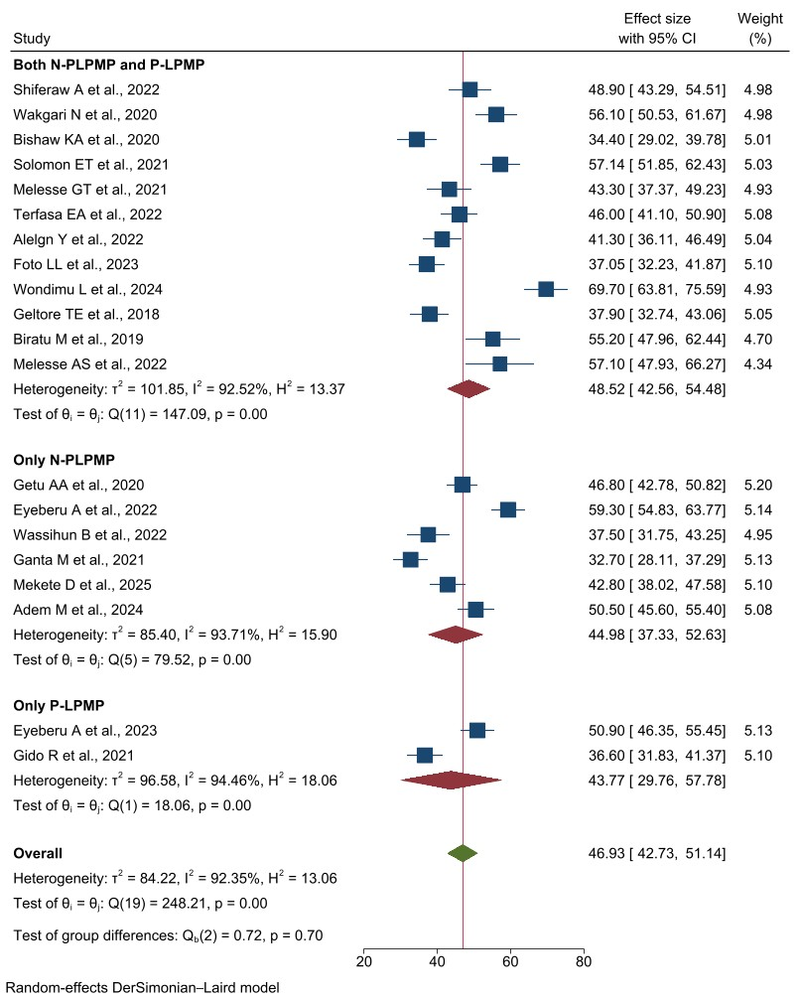 Effect size Weight
Study with 95% CI (%)
Both N-PLPMP and P-LPMP
Shiferaw A et al., 2022 48.90 [ 43.29, 54.51] 4.98
Wakgari N et al., 2020 56.10 [ 50.53, 61.67] 4.98
Bishaw KA et al., 2020 34.40 [ 29.02, 39.78] 5.01
Solomon ET et al., 2021 57.14 [ 51.85, 62.43] 5.03
Melesse GT et al., 2021 43.30 [ 37.37, 49.23] 4.93
Terfasa EA et al., 2022 46.00 [ 41.10, 50.90] 5.08
Alelgn Y et al., 2022 41.30 [ 36.11, 46.49] 5.04
Foto LL et al., 2023 37.05 [ 32.23, 41.87] 5.10
Wondimu L et al., 2024 69.70 [ 63.81, 75.59] 4.93
Geltore TE et al., 2018 37.90 [ 32.74, 43.06] 5.05
Biratu M et al., 2019 55.20 [ 47.96, 62.44] 4.70
Melesse AS et al., 2022 57.10 [ 47.93, 66.27] 4.34
Heterogeneity: τ² = 101.85, I² = 92.52%, H² = 13.37 48.52 [ 42.56, 54.48]
Test of θᵢ = θⱼ: Q(11) = 147.09, p = 0.00
Only N-PLPMP
Getu AA et al., 2020 46.80 [ 42.78, 50.82] 5.20
Eyeberu A et al., 2022 59.30 [ 54.83, 63.77] 5.14
Wassihun B et al., 2022 37.50 [ 31.75, 43.25] 4.95
Ganta M et al., 2021 32.70 [ 28.11, 37.29] 5.13
Mekete D et al., 2025 42.80 [ 38.02, 47.58] 5.10
Adem M et al., 2024 50.50 [ 45.60, 55.40] 5.08
Heterogeneity: τ² = 85.40, I² = 93.71%, H² = 15.90 44.98 [ 37.33, 52.63]
Test of θᵢ = θⱼ: Q(5) = 79.52, p = 0.00
Only P-LPMP
Eyeberu A et al., 2023 50.90 [ 46.35, 55.45] 5.13
Gido R et al., 2021 36.60 [ 31.83, 41.37] 5.10
Heterogeneity: τ² = 96.58, I² = 94.46%, H² = 18.06 43.77 [ 29.76, 57.78]
Test of θᵢ = θⱼ: Q(1) = 18.06, p = 0.00
Overall 46.93 [ 42.73, 51.14]
Heterogeneity: τ² = 84.22, I² = 92.35%, H² = 13.06
Test of θᵢ = θⱼ: Q(19) = 248.21, p = 0.00
Test of group differences: Q_b(2) = 0.72, p = 0.70
20 40 60 80
Random-effects DerSimonian–Laird model